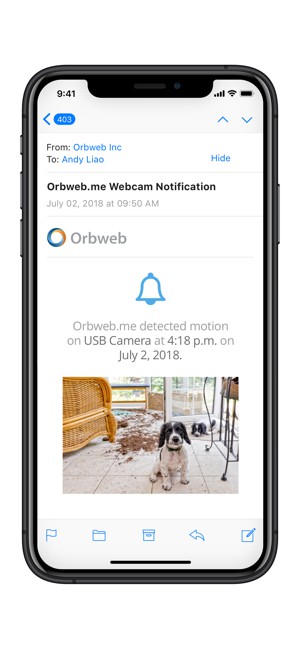 9:41
403
From: Orbweb Inc
To: Andy Liao
Hide
Orbweb.me Webcam Notification
July 02, 2018 at 09:50 AM
Orbweb
Orbweb.me detected motion
on USB Camera at 4:18 p.m. on
July 2, 2018.